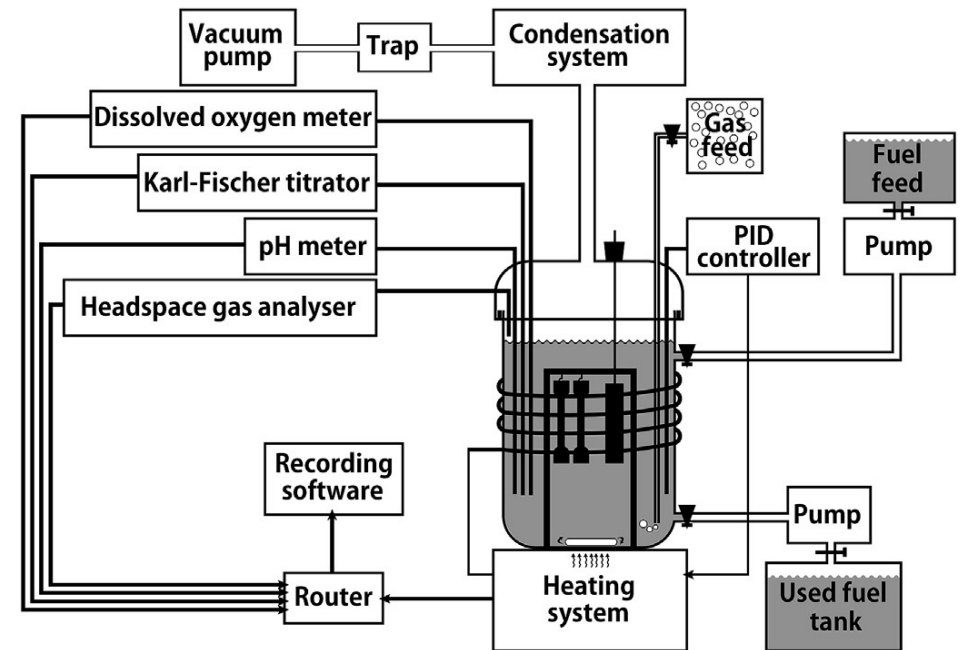 Vacuum
pump
Trap
Condensation
system
Dissolved oxygen meter
Gas
feed
Fuel
feed
Karl-Fischer titrator
pH meter
PID
controller
Pump
Headspace gas analyser
Recording
software
Pump
Router
Heating
system
Used fuel
tank